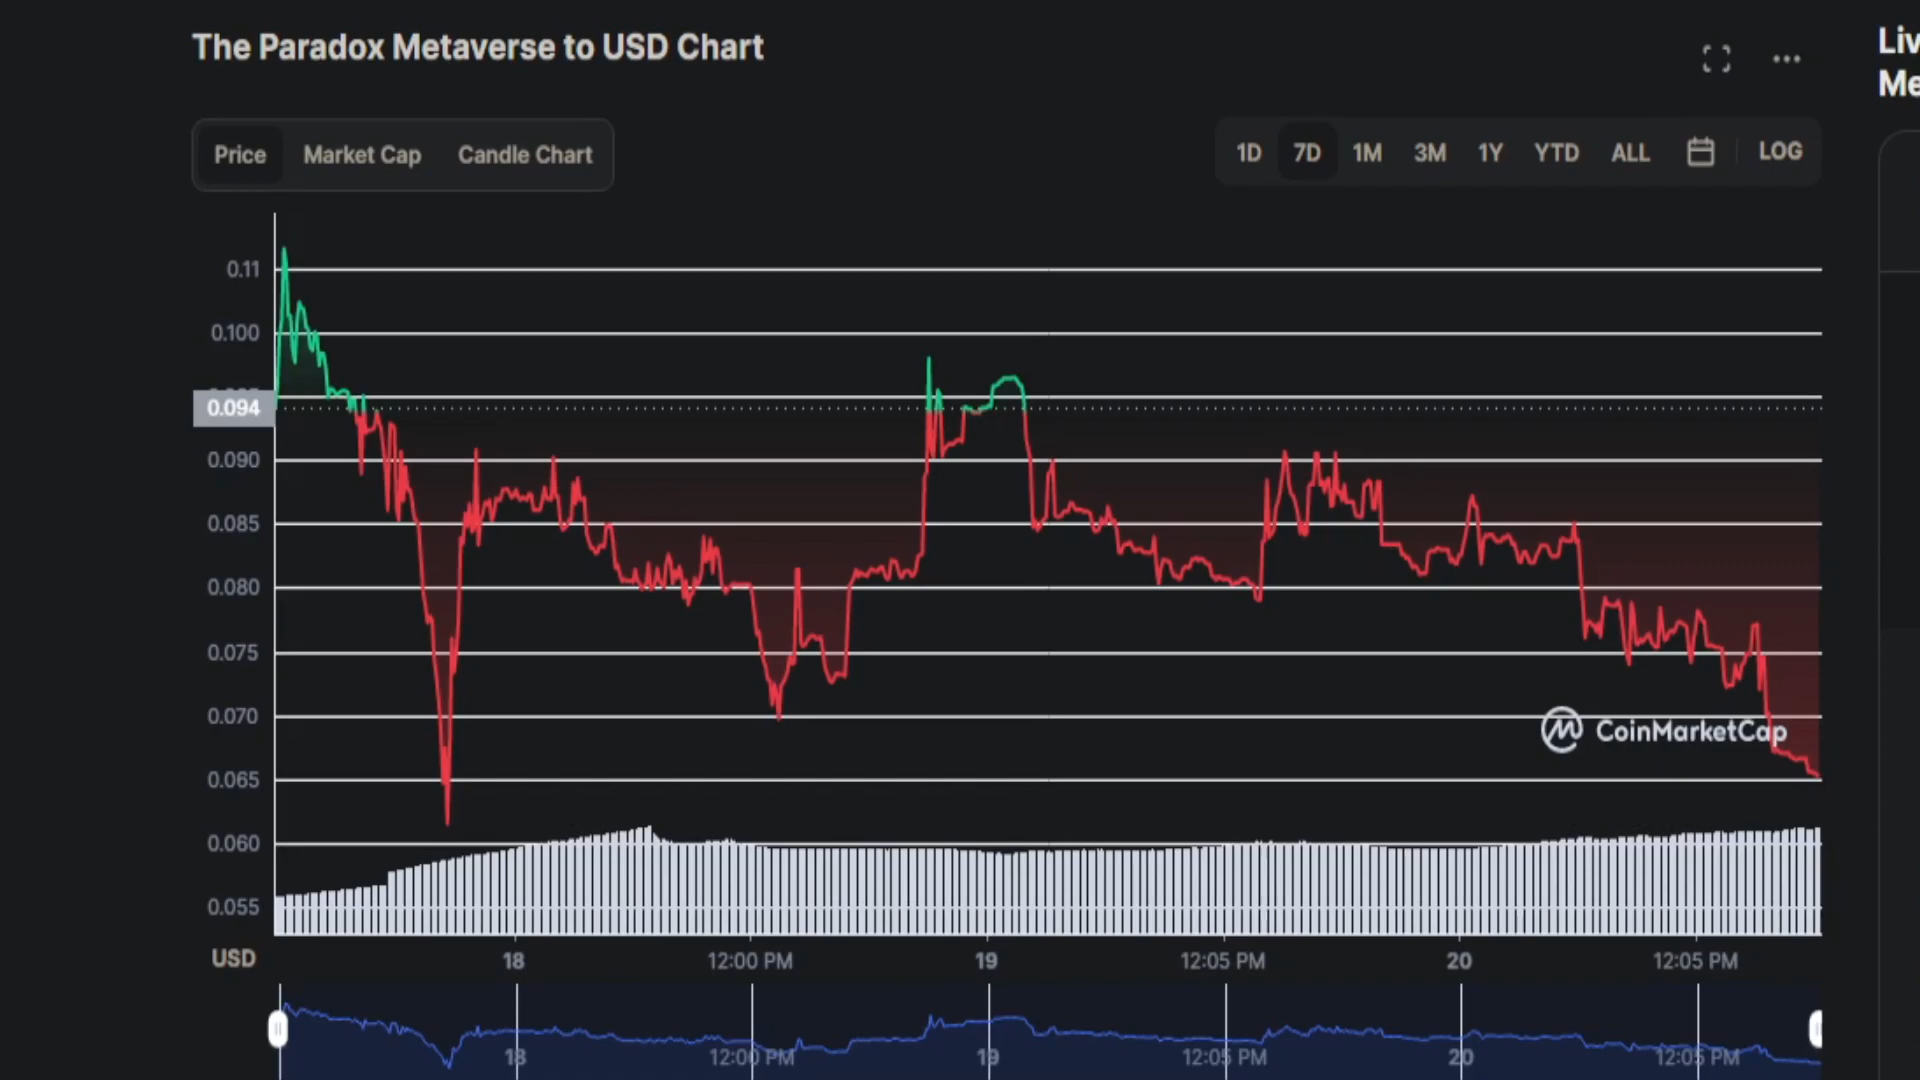 The Paradox Metaverse to USD Chart
Liv
Me
Price Market Cap Candle Chart
1D 7D 1M 3M 1Y YTD ALL LOG
0.11
0.100
0.094
0.090
0.085
0.080
0.075
0.070
CoinMarketCap
0.065
0.060
0.055
USD 18 12:00 PM 19 12:05 PM 20 12:05 PM
18 12:00 PM 19 12:05 PM 20 12:05 PM